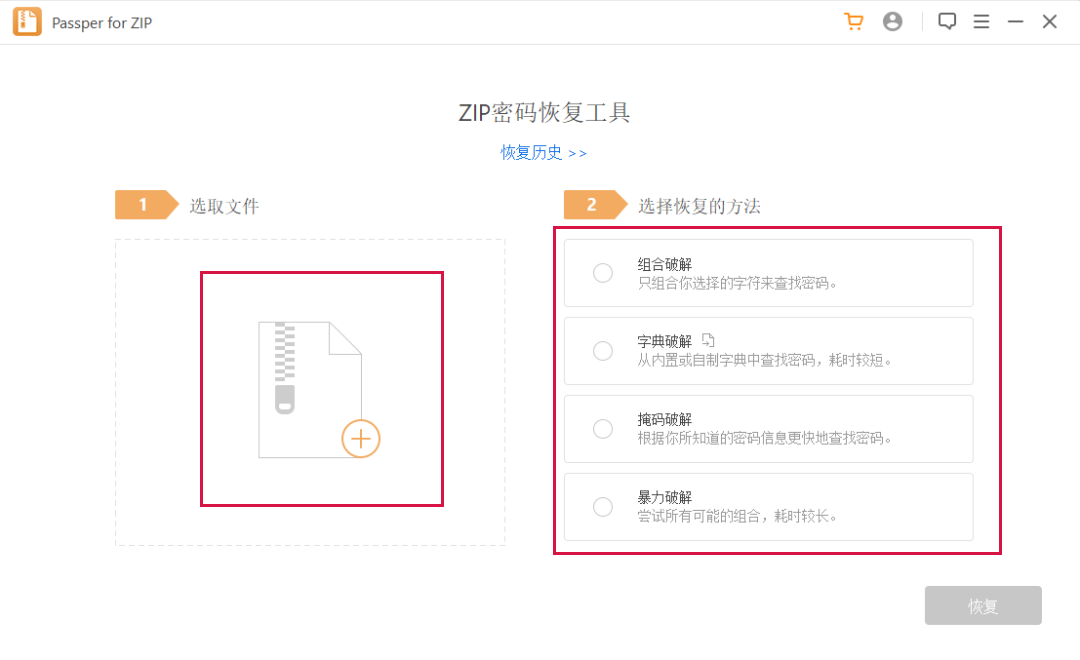 Passper for ZIP
ZIP密码恢复工具
恢复历史 >>
1 选取文件
2 选择恢复的方法
组合破解
只组合你选择的字符来查找密码。
字典破解
从内置或自制字典中查找密码，耗时较短。
掩码破解
根据你所知道的密码信息更快地查找密码。
暴力破解
尝试所有可能的组合，耗时较长。
恢复